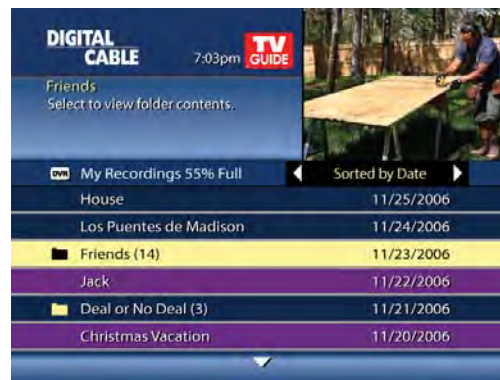 DIGITAL
CABLE
7:03pm
TV
GUIDE
Friends
Select to view folder contents.
DVR My Recordings 55% Full Sorted by Date
House 11/25/2006
Los Puentes de Madison 11/24/2006
Friends (14) 11/23/2006
Jack 11/22/2006
Deal or No Deal (3) 11/21/2006
Christmas Vacation 11/20/2006